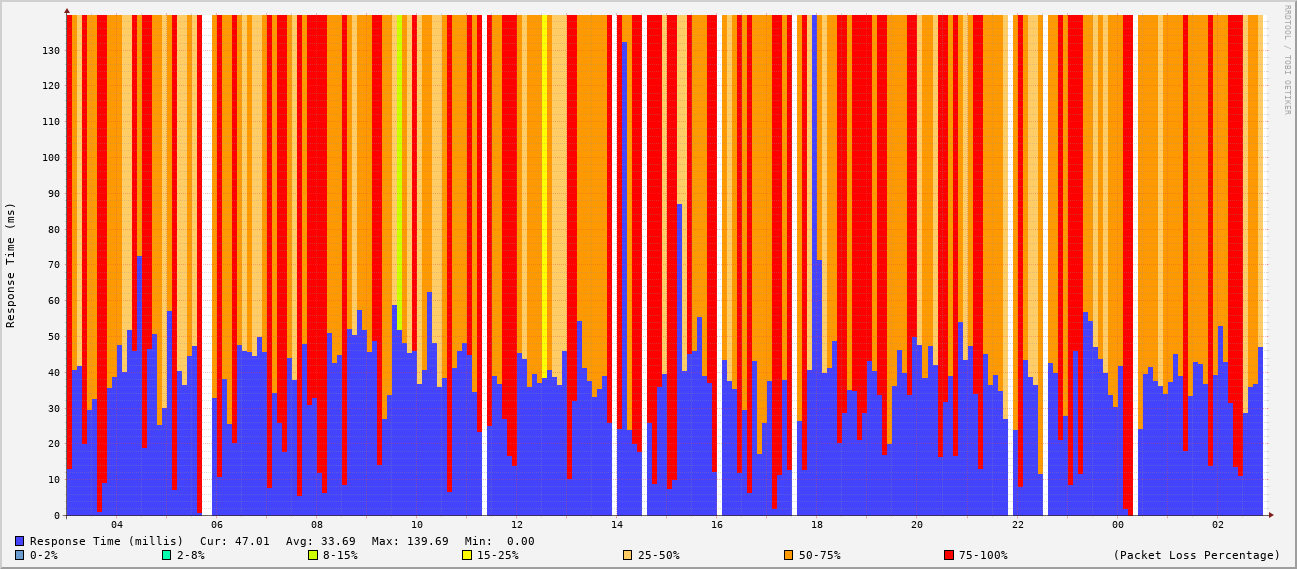 RRDTOOL / TOBI OETIKER
Response Time (ms)
130
120
110
100
90
80
70
60
50
40
30
20
10
0
04 06 08 10 12 14 16 18 20 22 00 02
Response Time (millis) Cur: 47.01 Avg: 33.69 Max: 139.69 Min: 0.00
0-2% 2-8% 8-15% 15-25% 25-50% 50-75% 75-100% (Packet Loss Percentage)